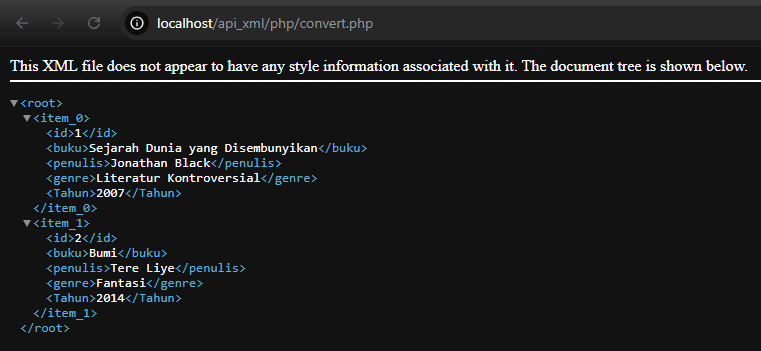 localhost/api_xml/php/convert.php
This XML file does not appear to have any style information associated with it. The document tree is shown below.
▼<root>
▼<item_0>
<id>1</id>
<buku>Sejarah Dunia yang Disembunyikan</buku>
<penulis>Jonathan Black</penulis>
<genre>Literatur Kontroversial</genre>
<Tahun>2007</Tahun>
</item_0>
▼<item_1>
<id>2</id>
<buku>Bumi</buku>
<penulis>Tere Liye</penulis>
<genre>Fantasi</genre>
<Tahun>2014</Tahun>
</item_1>
</root>